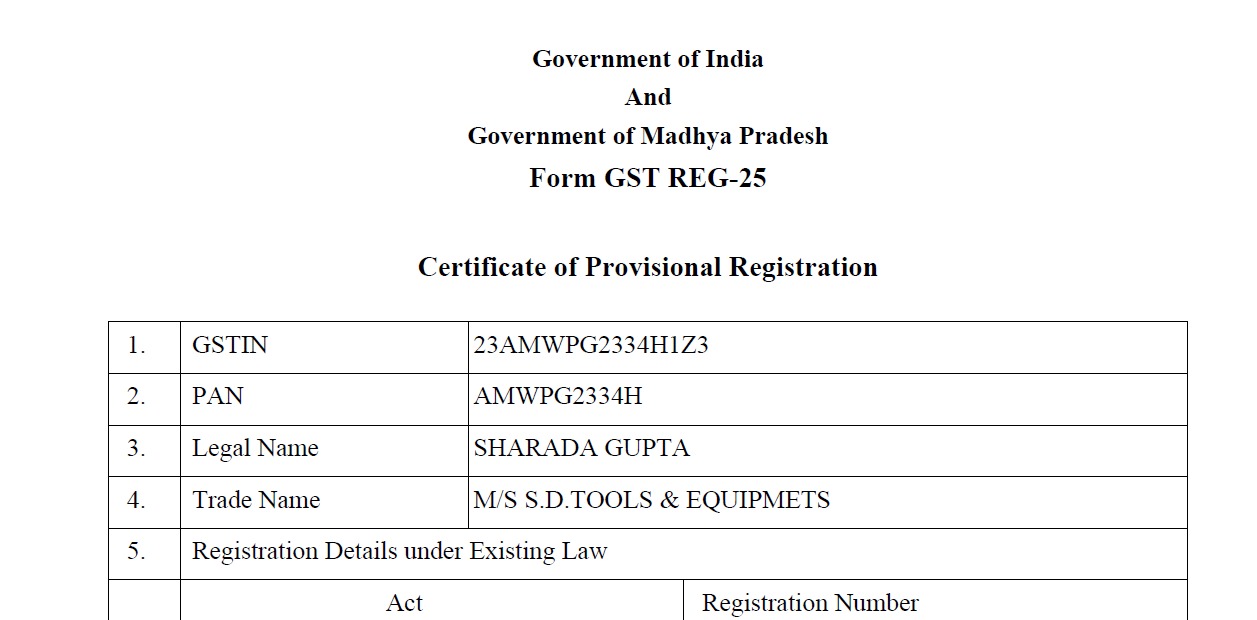 Government of India
And
Government of Madhya Pradesh
Form GST REG-25
Certificate of Provisional Registration
1. GSTIN 23AMWPG2334H1Z3
2. PAN AMWPG2334H
3. Legal Name SHARADA GUPTA
4. Trade Name M/S S.D.TOOLS & EQUIPMETS
5. Registration Details under Existing Law
Act Registration Number